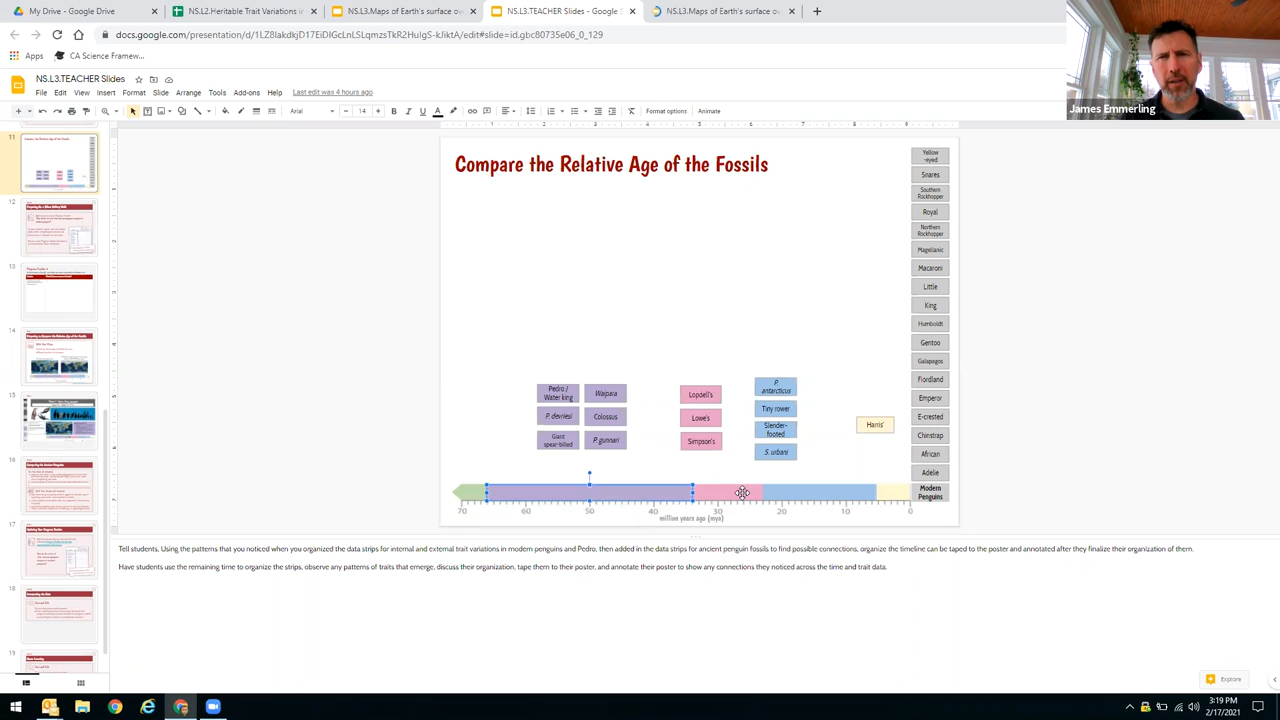 My Drive - Google Drive
NS.L2.Heritable Trait Variations in
NS.L3.Maps of Earth's surface ov
NS.L3.TEACHER Slides - Google S
NS.L3.Maps of Earth's surface ov
docs.google.com/presentation/d/1LZ8IakdkjD17EiDIGcLnLSLqmzsTkR2HuIgS-kJiktA/edit#slide=id.gbc80735e06_0_129
Apps
CA Science Framew...
NS.L3.TEACHER Slides
File Edit View Insert Format Slide Arrange Tools Add-ons Help Last edit was 4 hours ago
Arial
14
Format options
Animate
James Emmerling
11
12
13
14
15
16
17
18
19
Compare the Relative Age of the Fossils
Yellow
-eyed
Snares
Southern
Rockhopper
Royal
Northern
Rockhopper
Magellanic
Macaroni
Little
King
Humboldt
Gentoo
Galapagos
Fiordland
Emperor
E-crested
Chinstrap
African
Adelie
Modern
Penguins
Pedro /
Water king
Waipara
P. devriesi
Colossus
Giant
spear-billed
P. gunnari
Lopdell's
Lowe's
Simpson's
P.
antarcticus
Tiny rower
Slender-
footed
S. urbani
Harris'
70 60 50 40 30 20 10 0
million years ago (mya)
Tell students, Using the patterns that you noticed when you organized the data strips for internal and external trait variations in modern penguins and Pedro, then added in the data strips for ancient penguin fossils to find possible connections, organize the timeline can be taped to the poster and annotated after they finalize their organization of them.
Have students use the remaining time to organize the strips, observe any patterns of traits that emerge, discuss their organization, tape them to their poster, and annotate their poster to show any connections they noticed across the time and trait data.
Explore
3:19 PM
2/17/2021